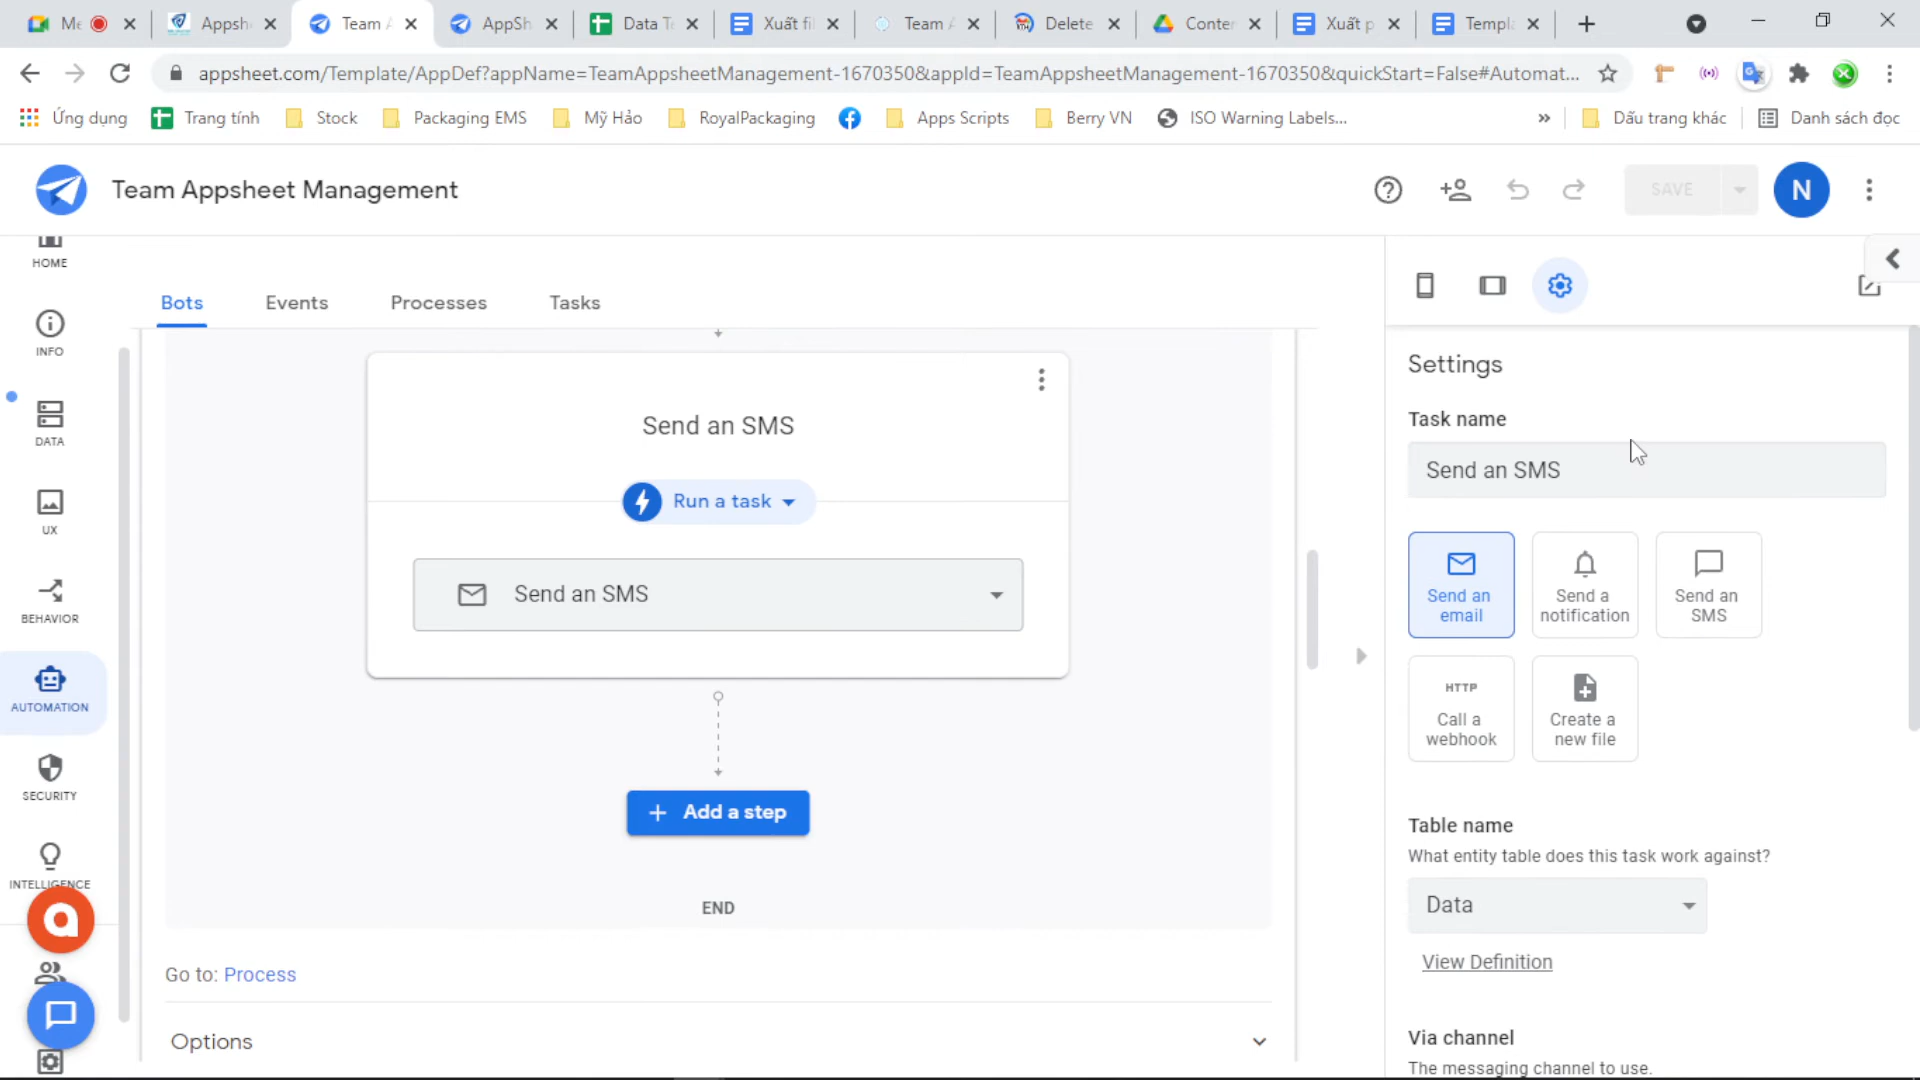 Me
Appsh
Team A
AppSh
Data Te
Xuất fi
Team A
Delete
Conter
Xuất p
Templa
appsheet.com/Template/AppDef?appName=TeamAppsheetManagement-1670350&appId=TeamAppsheetManagement-1670350&quickStart=False#Automat...
Ứng dụng
Trang tính
Stock
Packaging EMS
Mỹ Hảo
RoyalPackaging
Apps Scripts
Berry VN
ISO Warning Labels...
»
Dấu trang khác
Danh sách đọc
Team Appsheet Management
SAVE
N
HOME
INFO
DATA
UX
BEHAVIOR
AUTOMATION
SECURITY
INTELLIGENCE
Bots
Events
Processes
Tasks
Send an SMS
Run a task
Send an SMS
+ Add a step
END
Go to: Process
Options
Settings
Task name
Send an SMS
Send an
email
Send a
notification
Send an
SMS
HTTP
Call a
webhook
Create a
new file
Table name
What entity table does this task work against?
Data
View Definition
Via channel
The messaging channel to use.